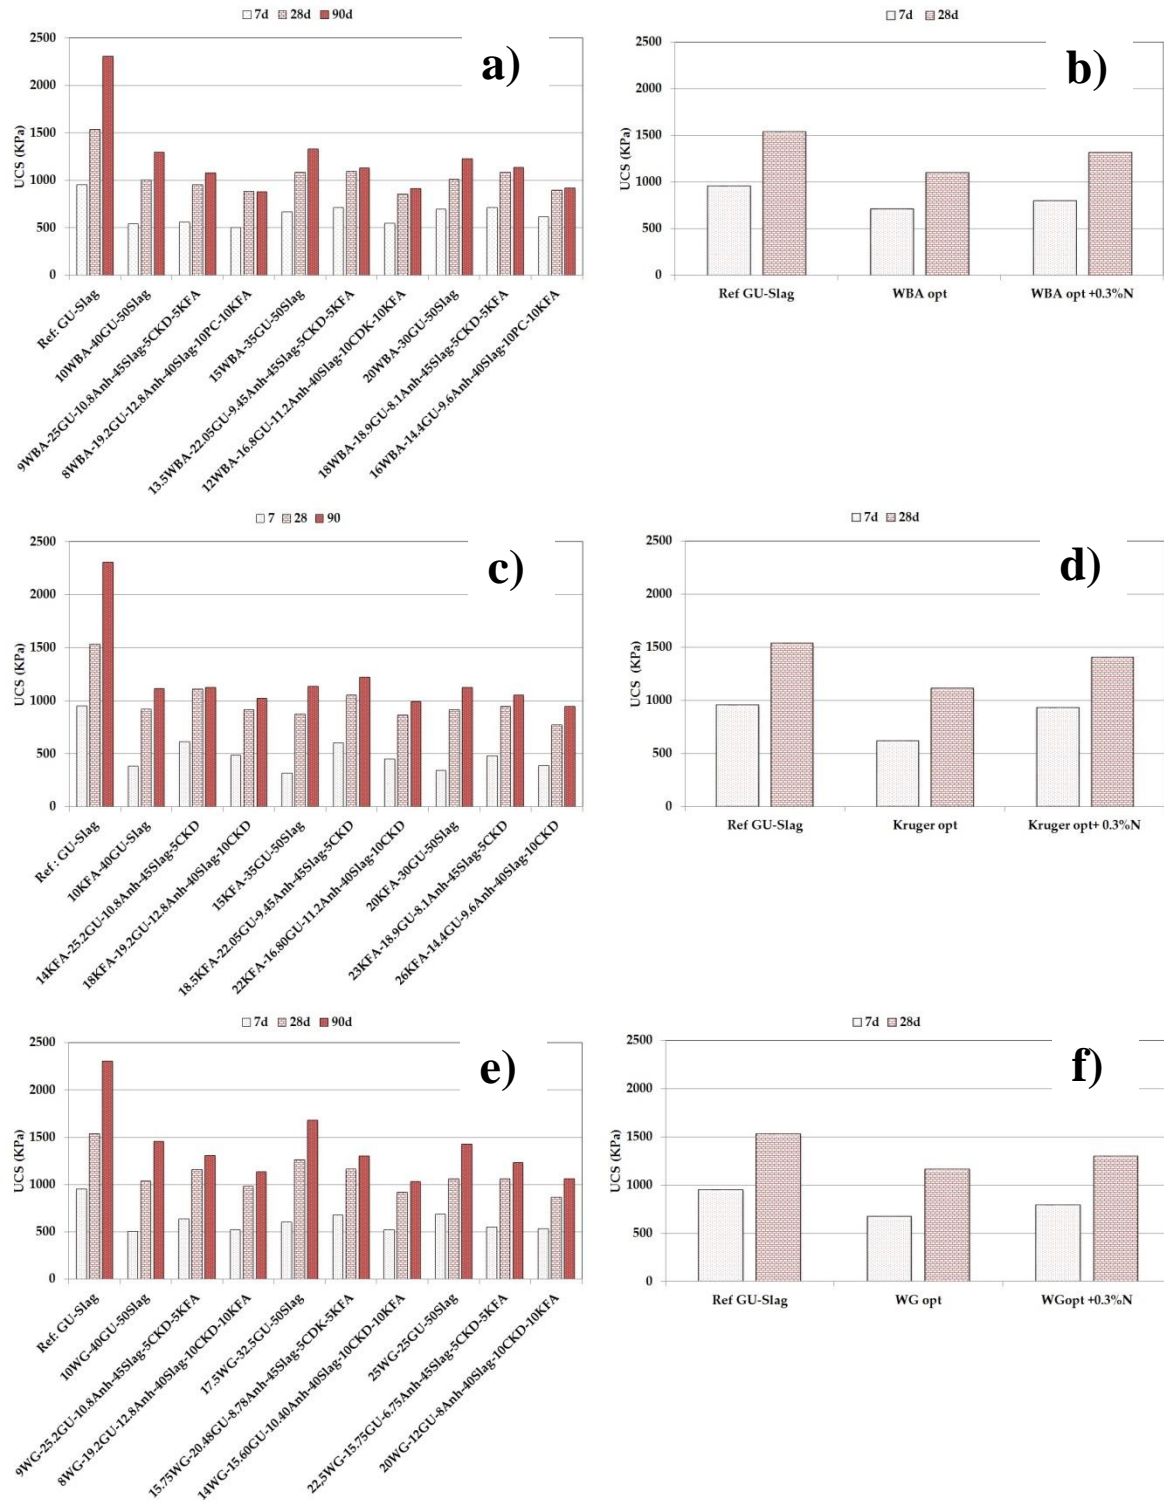 7d 28d 90d
a)
UCS (KPa)
2500
2000
1500
1000
500
0
Ref: GU-Slag
10WBA-40GU-50Slag
9WBA-25GU-10.8Anh-45Slag-5CKD-5KFA
8WBA-19.2GU-12.8Anh-40Slag-10PC-10KFA
15WBA-35GU-50Slag
13.5WBA-22.05GU-9.45Anh-45Slag-5CKD-5KFA
12WBA-16.8GU-11.2Anh-40Slag-10CDK-10KFA
20WBA-30GU-50Slag
18WBA-18.9GU-8.1Anh-45Slag-5CKD-5KFA
16WBA-14.4GU-9.6Anh-40Slag-10PC-10KFA
7d 28d
b)
UCS (KPa)
2500
2000
1500
1000
500
0
Ref GU-Slag WBA opt WBA opt +0.3%N
7 28 90
c)
UCS (KPa)
2500
2000
1500
1000
500
0
Ref : GU-Slag
10KFA-40GU-Slag
14KFA-25.2GU-10.8Anh-45Slag-5CKD
18KFA-19.2GU-12.8Anh-40Slag-10CKD
15KFA-35GU-50Slag
18.5KFA-22.05GU-9.45Anh-45Slag-5CKD
22KFA-16.80GU-11.2Anh-40Slag-10CKD
20KFA-30GU-50Slag
23KFA-18.9GU-8.1Anh-45Slag-5CKD
26KFA-14.4GU-9.6Anh-40Slag-10CKD
7d 28d
d)
UCS (KPa)
2500
2000
1500
1000
500
0
Ref GU-Slag Kruger opt Kruger opt+ 0.3%N
7d 28d 90d
e)
UCS (KPa)
2500
2000
1500
1000
500
0
Ref: GU-Slag
10WG-40GU-50Slag
9WG-25.2GU-10.8Anh-45Slag-5CKD-5KFA
8WG-19.2GU-12.8Anh-40Slag-10CKD-10KFA
17.5WG-32.5GU-50Slag
15.75WG-20.48GU-8.78Anh-45Slag-5CDK-5KFA
14WG-15.60GU-10.40Anh-40Slag-10CKD-10KFA
25WG-25GU-50Slag
22,5WG-15.75GU-6.75Anh-45Slag-5CKD-5KFA
20WG-12GU-8Anh-40Slag-10CKD-10KFA
7d 28d
f)
UCS (KPa)
2500
2000
1500
1000
500
0
Ref GU-Slag WG opt WGopt +0.3%N